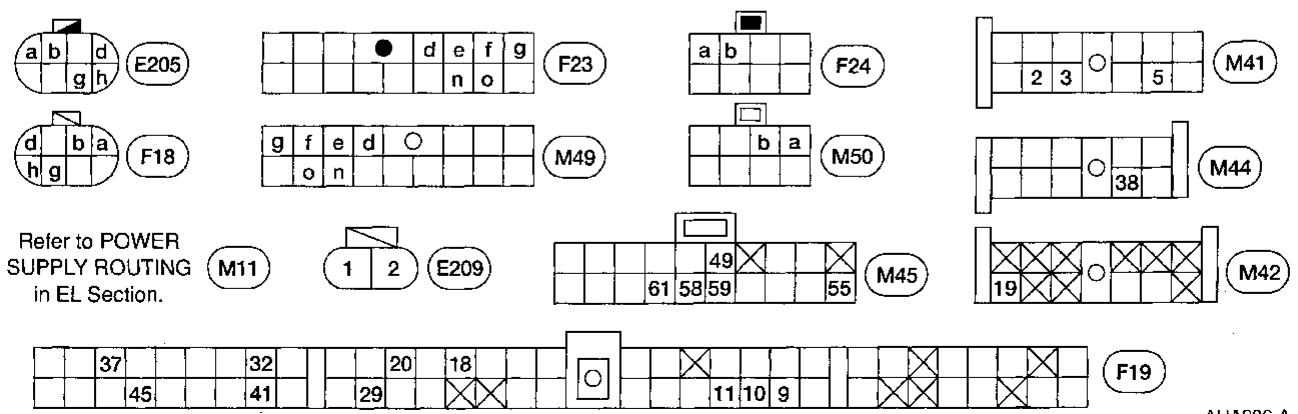 a b d
g h
E205
d e f g
n o
F23
a b
F24
2 3 5
M41
d b a
h g
F18
g f e d
o n
M49
b a
M50
38
M44
Refer to POWER
SUPPLY ROUTING
in EL Section.
M11
1 2
E209
49
61 58 59 55
M45
19
M42
37 32 20 18
45 41 29 11 10 9
F19